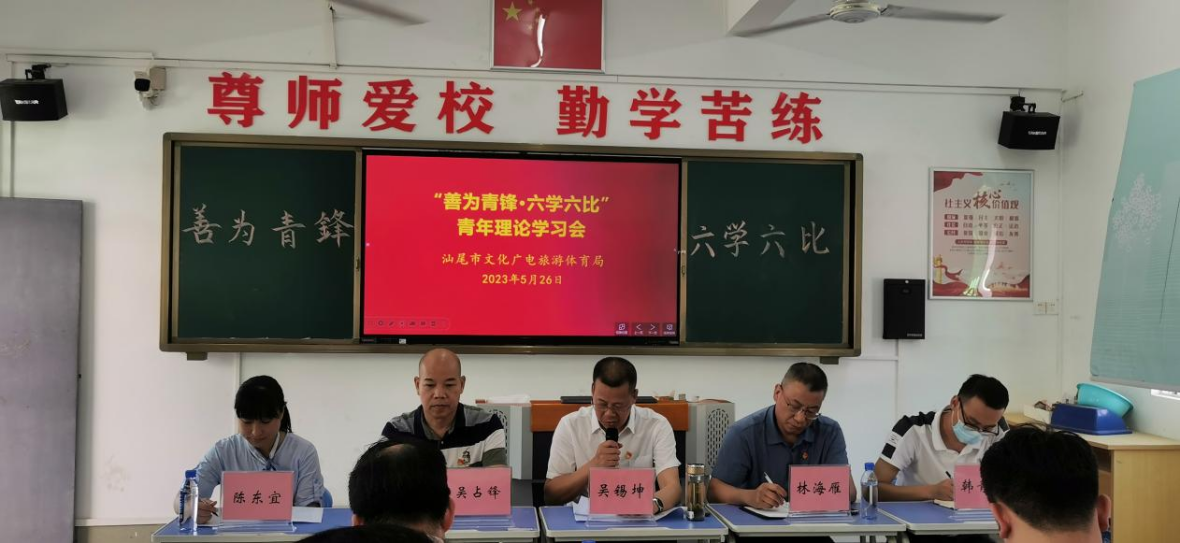 尊师爱校 勤学苦练
善为青鋒
“善为青锋·六学六比”
青年理论学习会
汕尾市文化广电旅游体育局
2023年5月26日
六学六比
社主义核心价值观
陈东宜
吴占锋
吴锡坤
林海雁
韩